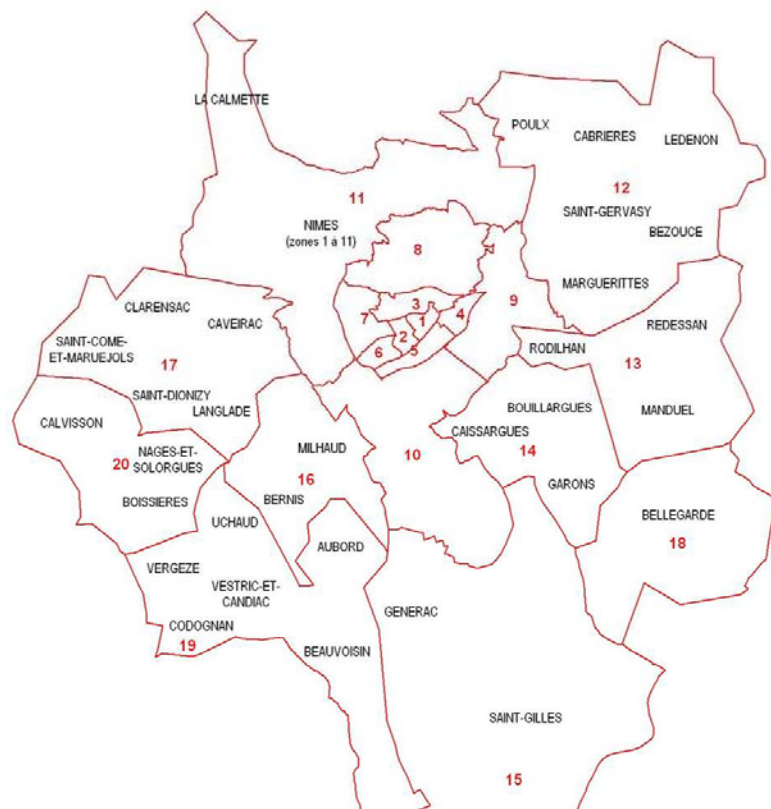 LA CALMETTE
POULX
CABRIERES
LEDENON
12
11
SAINT-GERVASY
NIMES
(zones 1 à 11)
BEZOUCE
8
MARGUERITTES
9
CLARENSAC
3
7
1
4
CAVEIRAC
REDESSAN
2
SAINT-COME-
ET-MARUEJOLS
5
6
RODILHAN
17
13
SAINT-DIONIZY
LANGLADE
BOUILLARGUES
MANDUEL
CALVISSON
CAISSARGUES
MILHAUD
NAGES-ET-
SOLORGUES
20
10
14
16
GARONS
BOISSIERES
BERNIS
UCHAUD
BELLEGARDE
18
AUBORD
VERGEZE
VESTRIC-ET-
CANDIAC
GENERAC
CODOGNAN
19
BEAUVOISIN
SAINT-GILLES
15